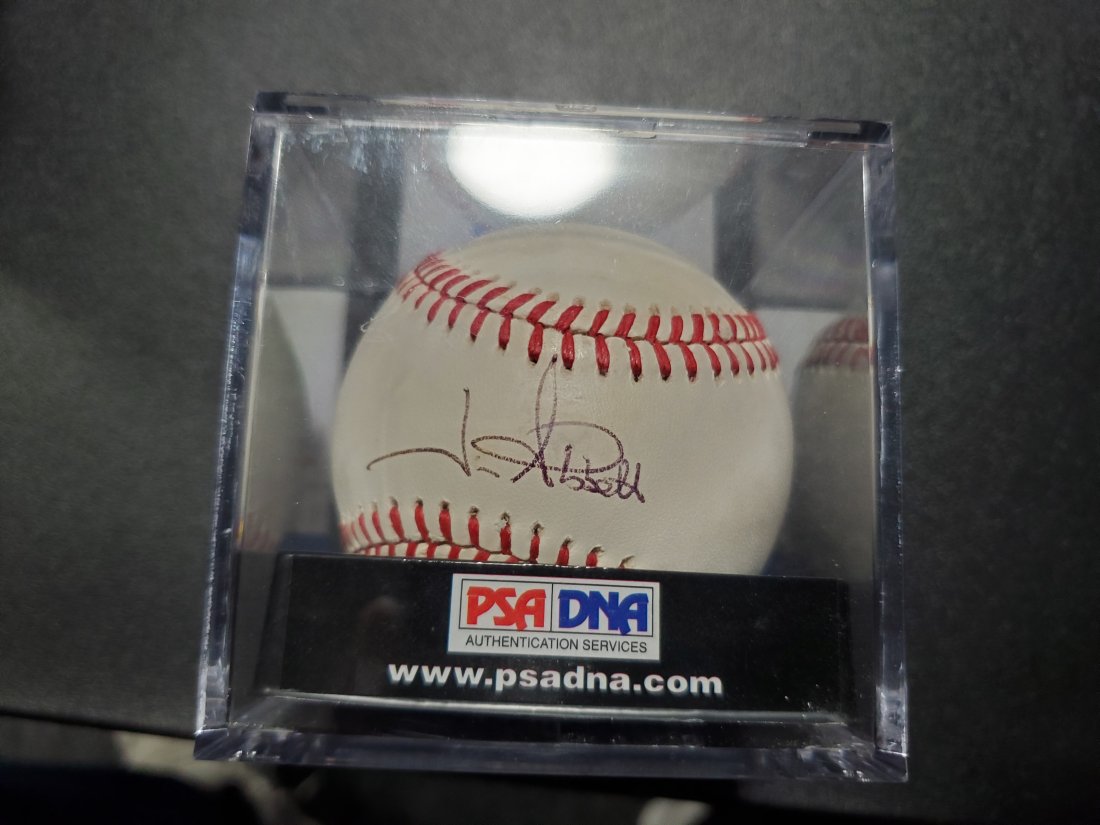 J. Abbott
PSA DNA
AUTHENTICATION SERVICES
www.psadna.com